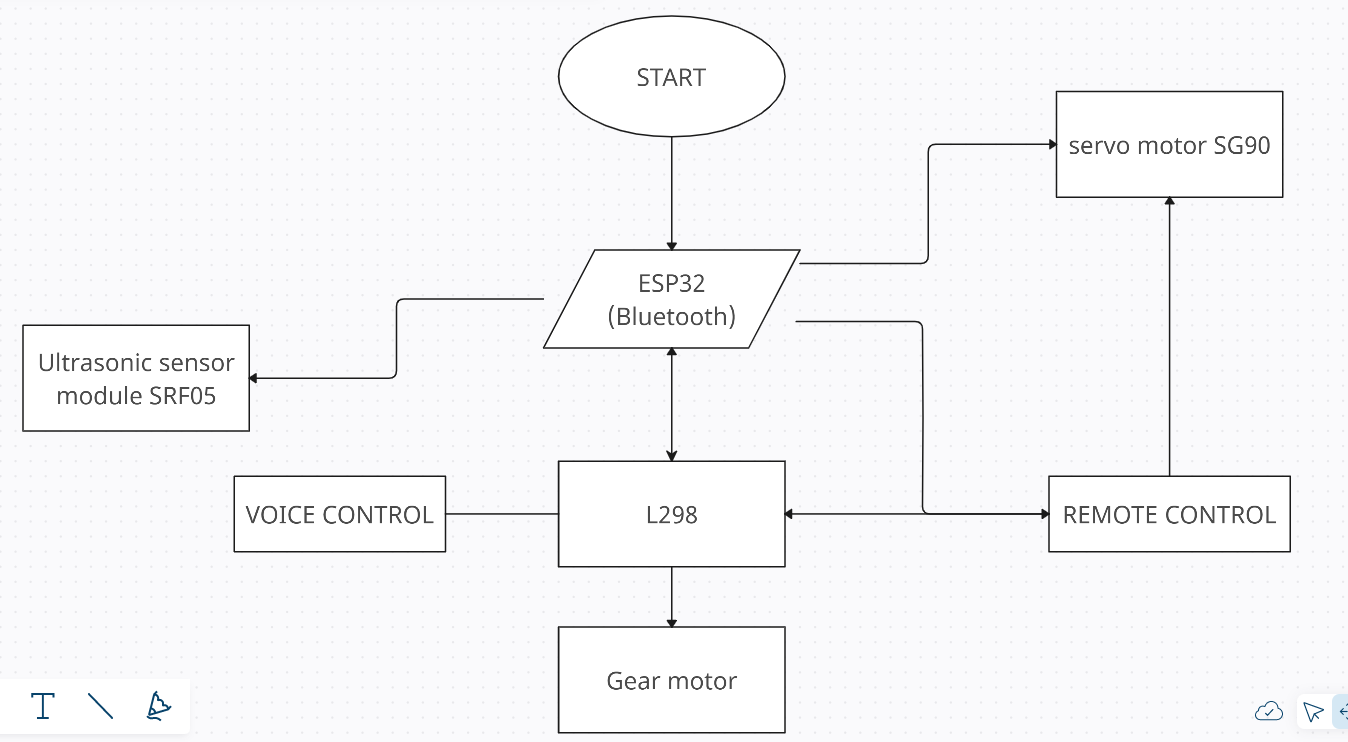 START
servo motor SG90
ESP32
(Bluetooth)
Ultrasonic sensor
module SRF05
VOICE CONTROL
L298
REMOTE CONTROL
Gear motor
T